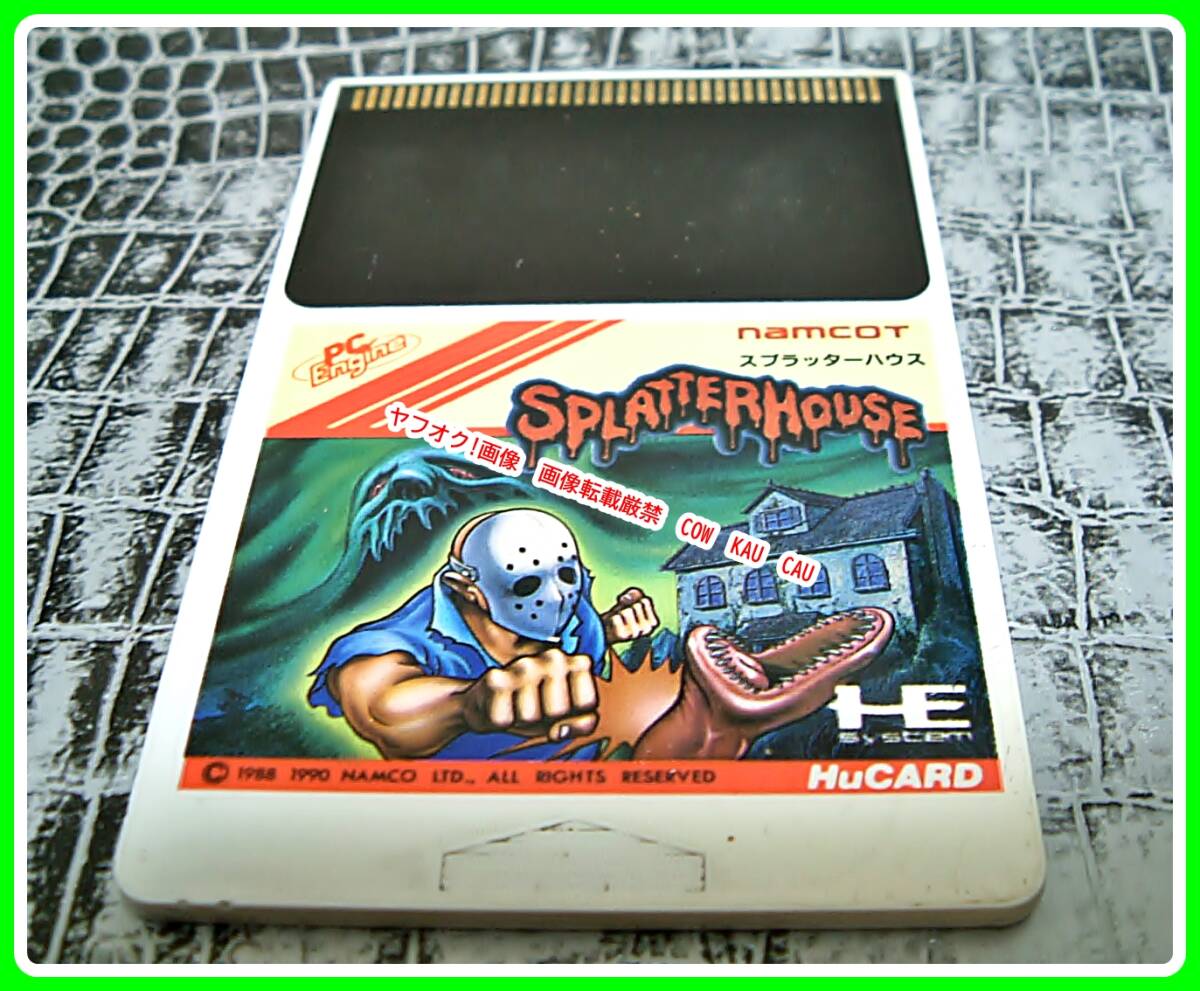 PC Engine
namcot
スプラッターハウス
SPLATTERHOUSE
ヤフオク!画像 画像転載厳禁 COW KAU CAU
HE system
© 1988 1990 NAMCO LTD., ALL RIGHTS RESERVED
HuCARD